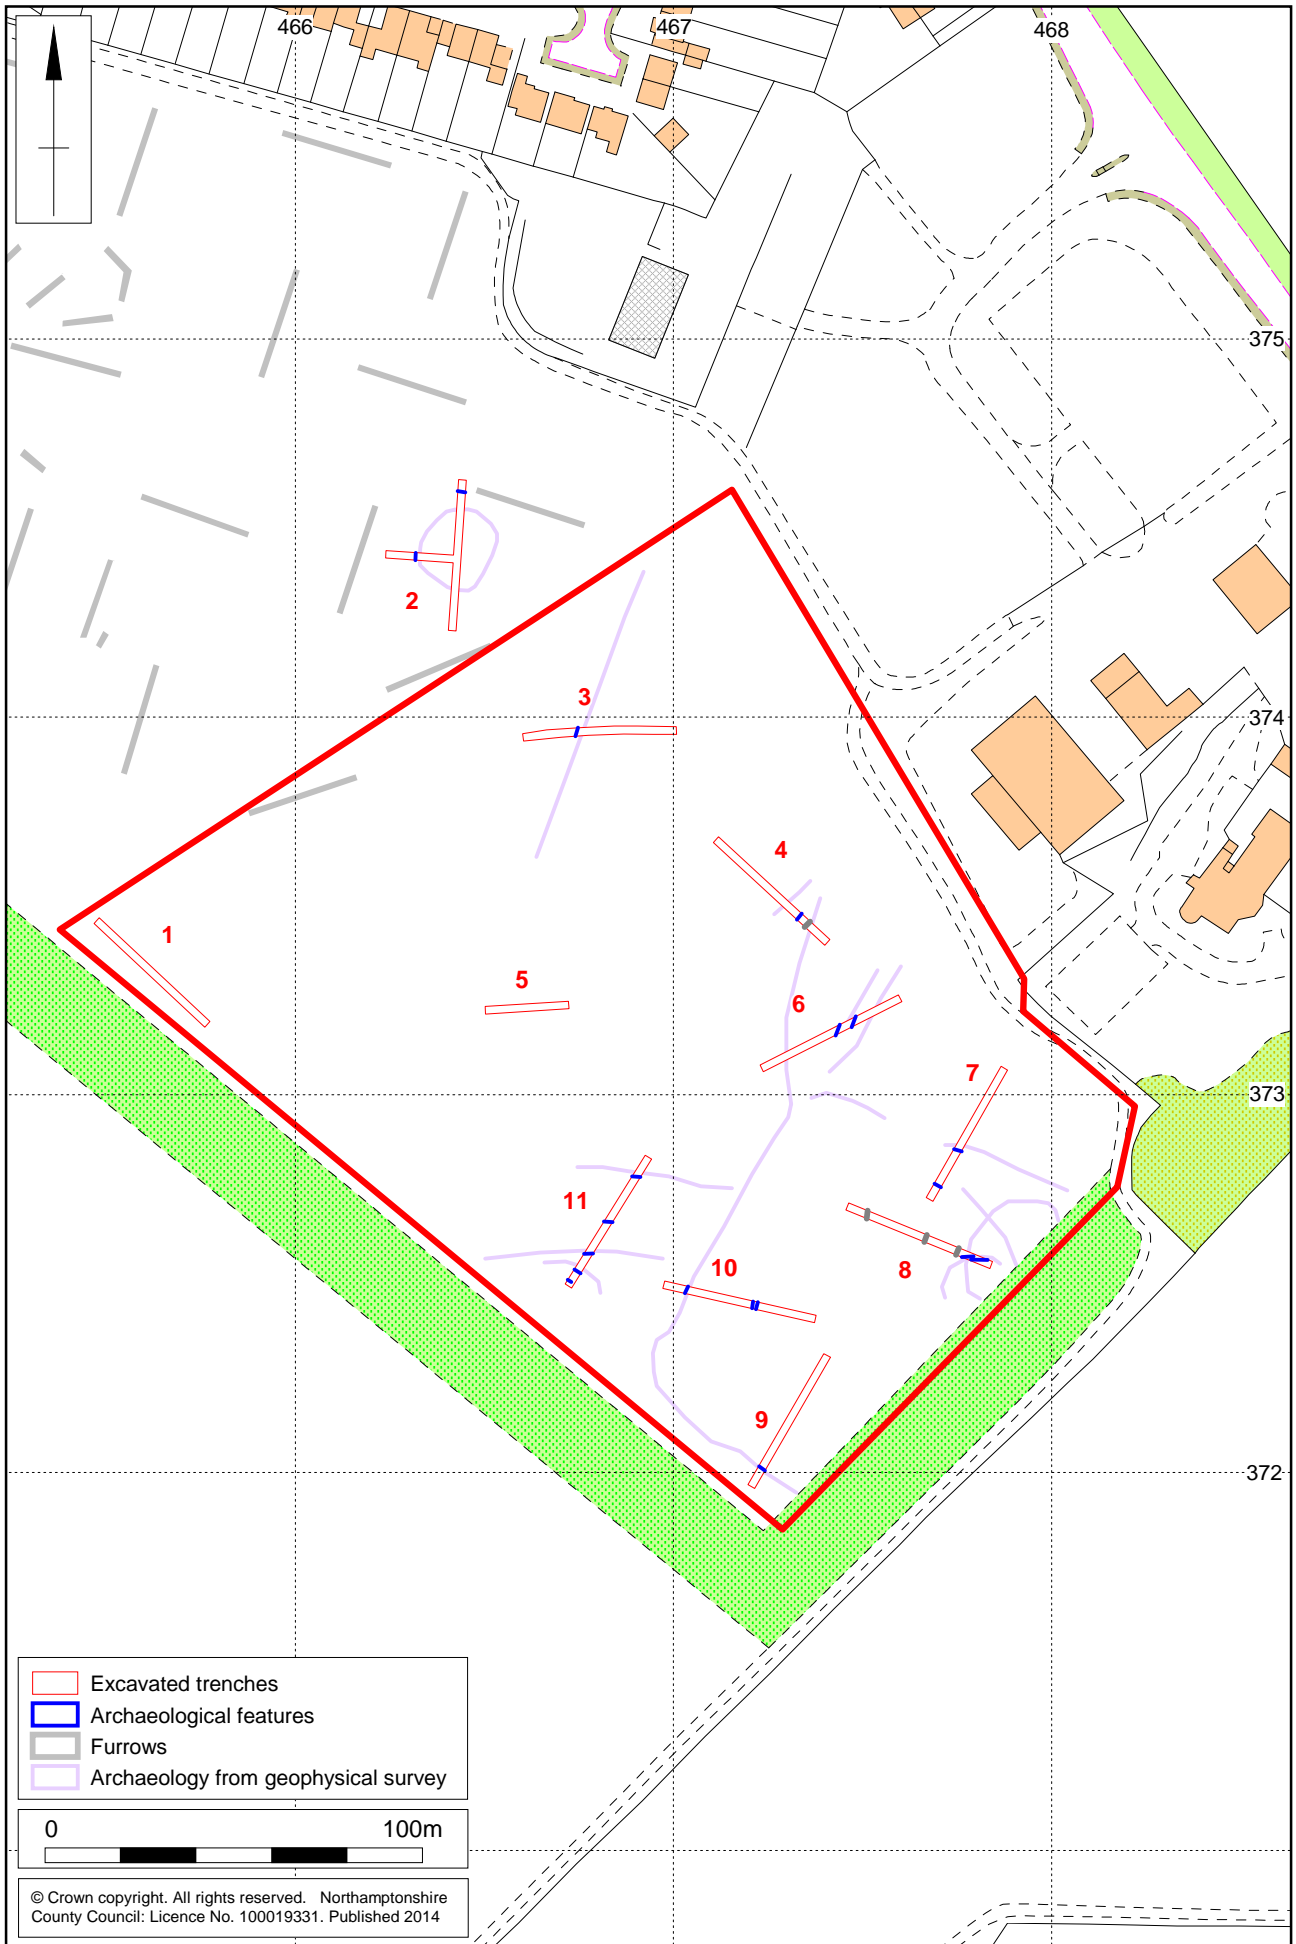 466
467
468
375
2
3
374
4
1
5
6
7
373
11
8
10
9
372
Excavated trenches
Archaeological features
Furrows
Archaeology from geophysical survey
0 100m
© Crown copyright. All rights reserved. Northamptonshire
County Council: Licence No. 100019331. Published 2014